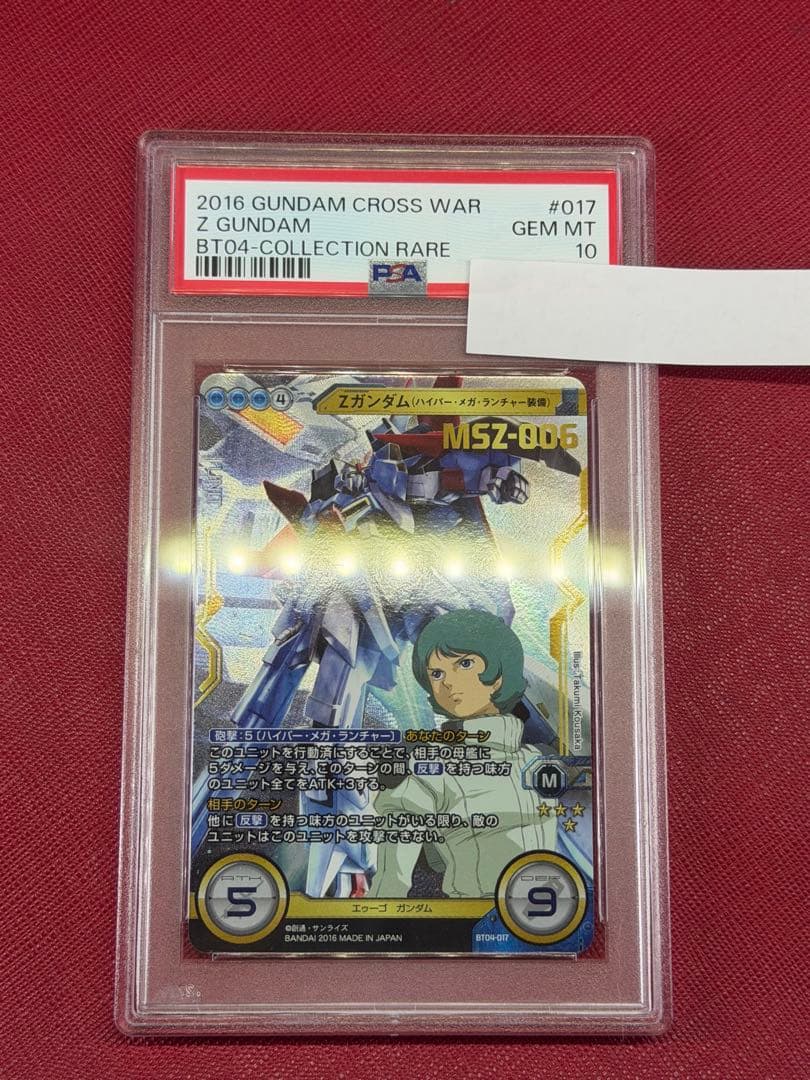 2016 GUNDAM CROSS WAR #017
Z GUNDAM GEM MT
BT04-COLLECTION RARE 10
PSA
4 Zガンダム(ハイパー・メガ・ランチャー装備)
MSZ-006
Illus:Takumi Kousaka
砲撃:5[ハイパー・メガ・ランチャー] あなたのターン
このユニットを行動済にすることで、相手の母艦に
5ダメージを与え、このターンの間、反撃を持つ味方
のユニット全てをATK+3する。
M
相手のターン
他に反撃を持つ味方のユニットがいる限り、敵の
ユニットはこのユニットを攻撃できない。
ATK
5
DEF
9
エゥーゴ ガンダム
©創通・サンライズ
BANDAI 2016 MADE IN JAPAN
BT04-017